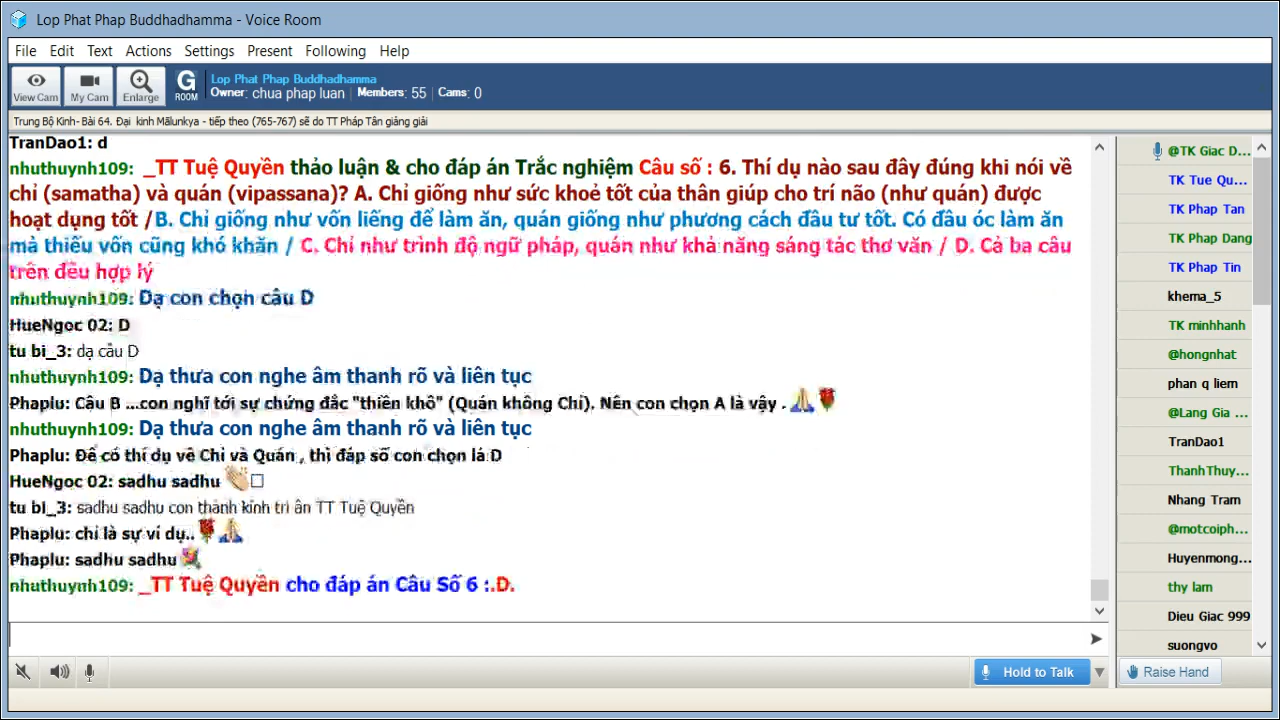 Lop Phat Phap Buddhadhamma - Voice Room
File Edit Text Actions Settings Present Following Help
View Cam My Cam Enlarge G ROOM
Lop Phat Phap Buddhadhamma
Owner: chua phap luan Members: 55 Cams: 0
Trung Bộ Kinh- Bài 64. Đại kinh Mãlunkya - tiếp theo (765-767) sẽ do TT Pháp Tân giảng giải
TranDao1: d
nhuthuynh109: _TT Tuệ Quyền thảo luận & cho đáp án Trắc nghiệm Câu số : 6. Thí dụ nào sau đây đúng khi nói về
chỉ (samatha) và quán (vipassana)? A. Chỉ giống như sức khoẻ tốt của thân giúp cho trí não (như quán) được
hoạt dụng tốt /B. Chỉ giống như vốn liếng để làm ăn, quán giống như phương cách đầu tư tốt. Có đầu óc làm ăn
mà thiếu vốn cũng khó khăn / C. Chỉ như trình độ ngữ pháp, quán như khả năng sáng tác thơ văn / D. Cả ba câu
trên đều hợp lý
nhuthuynh109: Dạ con chọn câu D
HueNgoc 02: D
tu bi_3: dạ câu D
nhuthuynh109: Dạ thưa con nghe âm thanh rõ và liên tục
Phaplu: Câu B ...con nghĩ tới sự chứng đắc "thiền khô" (Quán không Chỉ). Nên con chọn A là vậy .
nhuthuynh109: Dạ thưa con nghe âm thanh rõ và liên tục
Phaplu: Để có thí dụ về Chỉ và Quán , thì đáp số con chọn lá D
HueNgoc 02: sadhu sadhu
tu bi_3: sadhu sadhu con thành kính tri ân TT Tuệ Quyền
Phaplu: chỉ là sự ví dụ..
Phaplu: sadhu sadhu
nhuthuynh109: _TT Tuệ Quyền cho đáp án Câu Số 6 :.D.
@TK Giac D...
TK Tue Qu...
TK Phap Tan
TK Phap Dang
TK Phap Tin
khema_5
TK minhhanh
@hongnhat
phan q liem
@Lang Gia ...
TranDao1
ThanhThuy...
Nhang Tram
@motcoiph...
Huyenmong...
thy lam
Dieu Giac 999
suongvo
Hold to Talk
Raise Hand